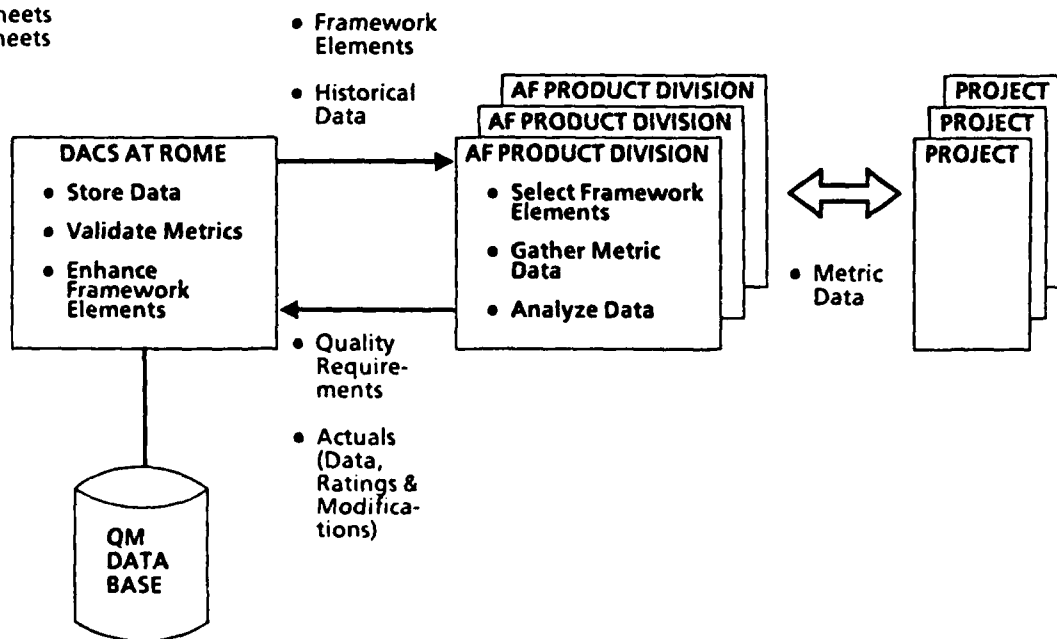 • Framework
Elements
• Historical
Data
DACS AT ROME
• Store Data
• Validate Metrics
• Enhance
Framework
Elements
AF PRODUCT DIVISION
AF PRODUCT DIVISION
AF PRODUCT DIVISION
• Select Framework
Elements
• Gather Metric
Data
• Analyze Data
PROJECT
PROJECT
PROJECT
• Metric
Data
• Quality
Require-
ments
• Actuals
(Data,
Ratings &
Modifica-
tions)
QM
DATA
BASE